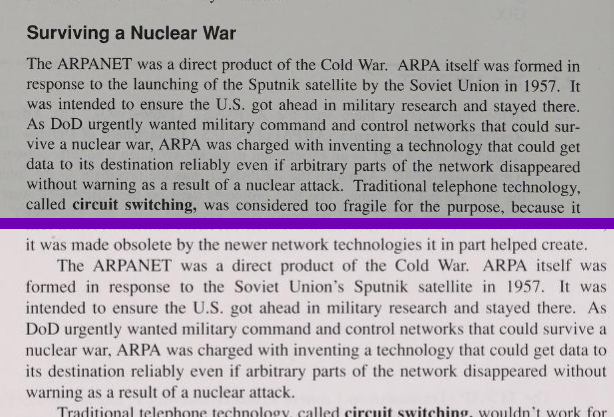 Surviving a Nuclear War
The ARPANET was a direct product of the Cold War. ARPA itself was formed in
response to the launching of the Sputnik satellite by the Soviet Union in 1957. It
was intended to ensure the U.S. got ahead in military research and stayed there.
As DoD urgently wanted military command and control networks that could sur-
vive a nuclear war, ARPA was charged with inventing a technology that could get
data to its destination reliably even if arbitrary parts of the network disappeared
without warning as a result of a nuclear attack. Traditional telephone technology,
called circuit switching, was considered too fragile for the purpose, because it
it was made obsolete by the newer network technologies it in part helped create.
The ARPANET was a direct product of the Cold War. ARPA itself was
formed in response to the Soviet Union's Sputnik satellite in 1957. It was
intended to ensure the U.S. got ahead in military research and stayed there. As
DoD urgently wanted military command and control networks that could survive a
nuclear war, ARPA was charged with inventing a technology that could get data to
its destination reliably even if arbitrary parts of the network disappeared without
warning as a result of a nuclear attack.
Traditional telephone technology, called circuit switching, wouldn't work for